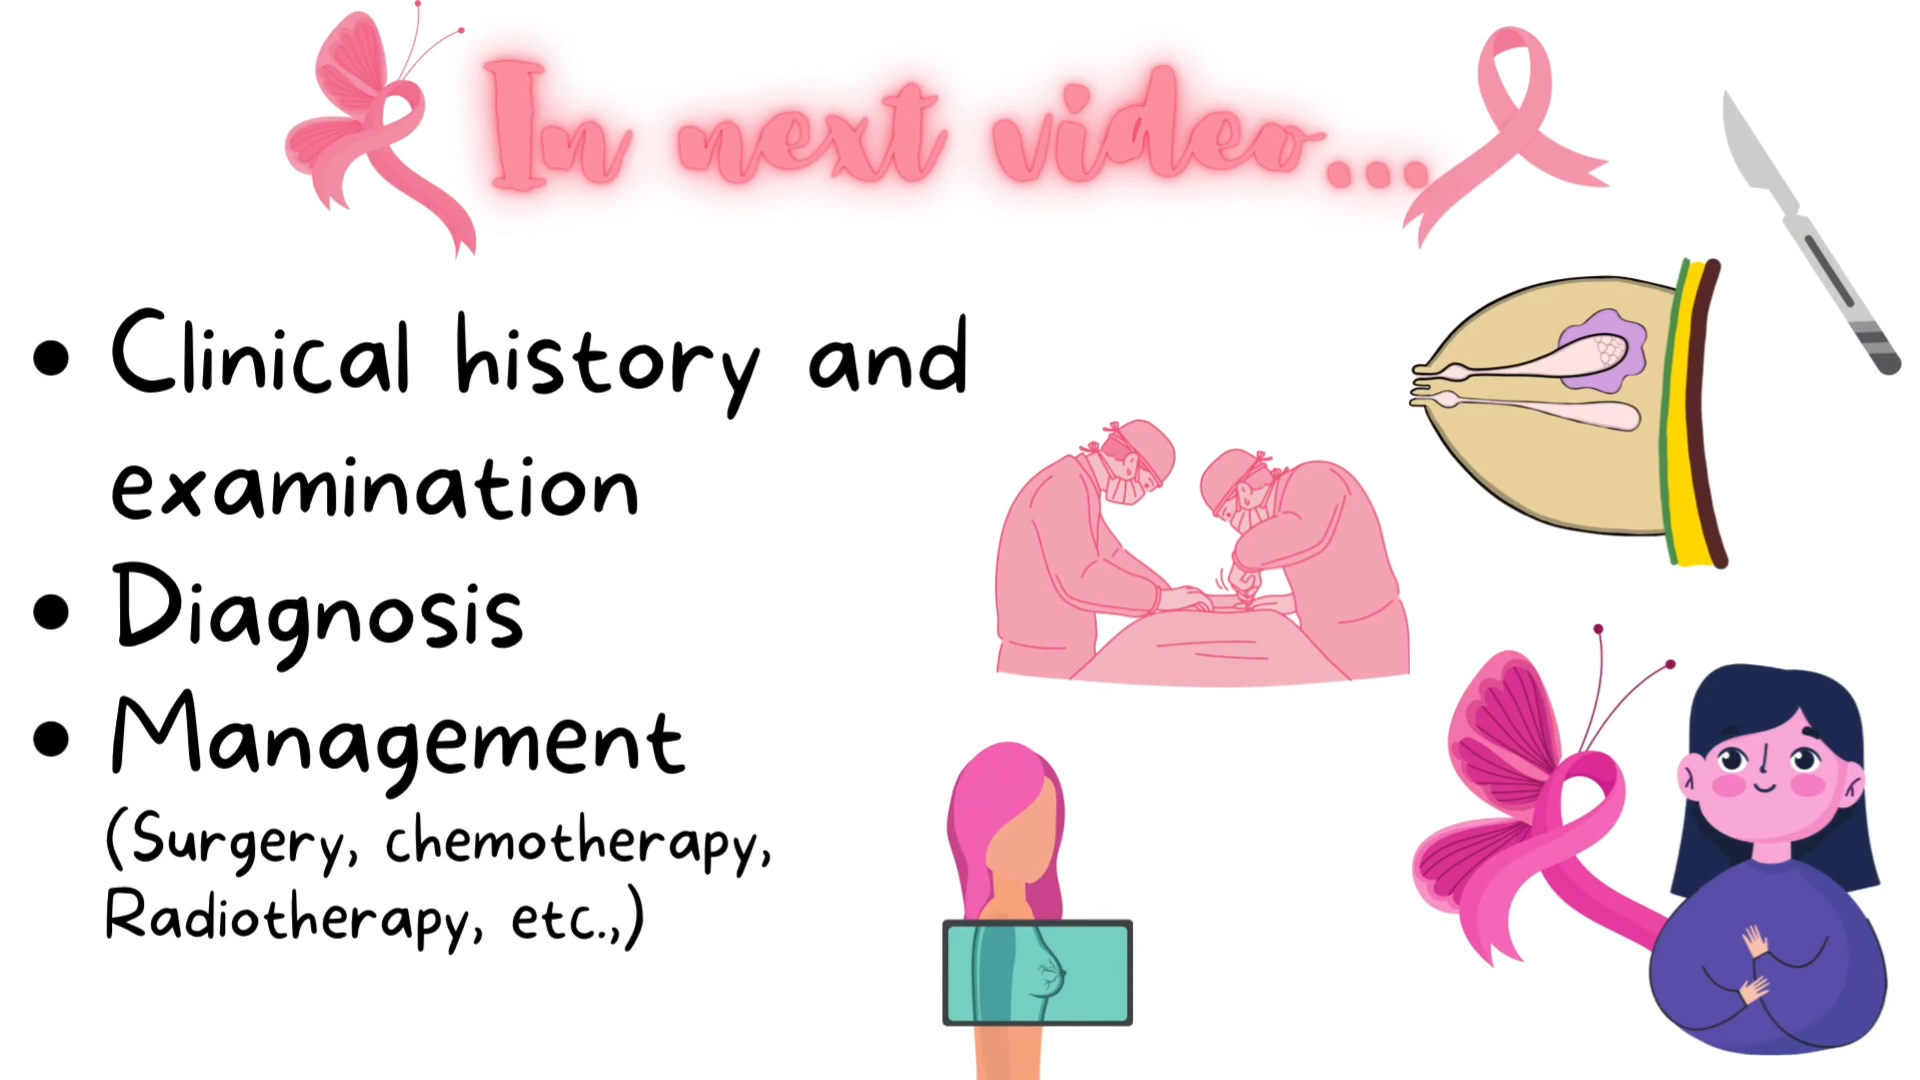 In next video...
• Clinical history and
examination
• Diagnosis
• Management
(Surgery, chemotherapy,
Radiotherapy, etc.,)